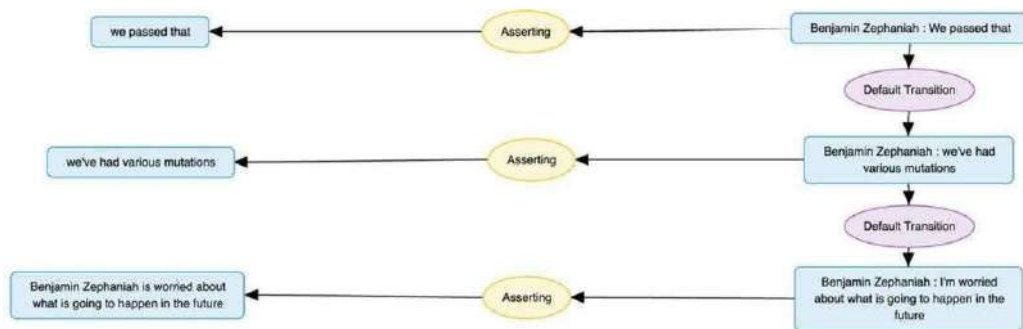 we passed that
Asserting
Benjamin Zephaniah : We passed that
Default Transition
we've had various mutations
Asserting
Benjamin Zephaniah : we've had
various mutations
Default Transition
Benjamin Zephaniah is worried about
what is going to happen in the future
Asserting
Benjamin Zephaniah : I'm worried
about what is going to happen in the
future